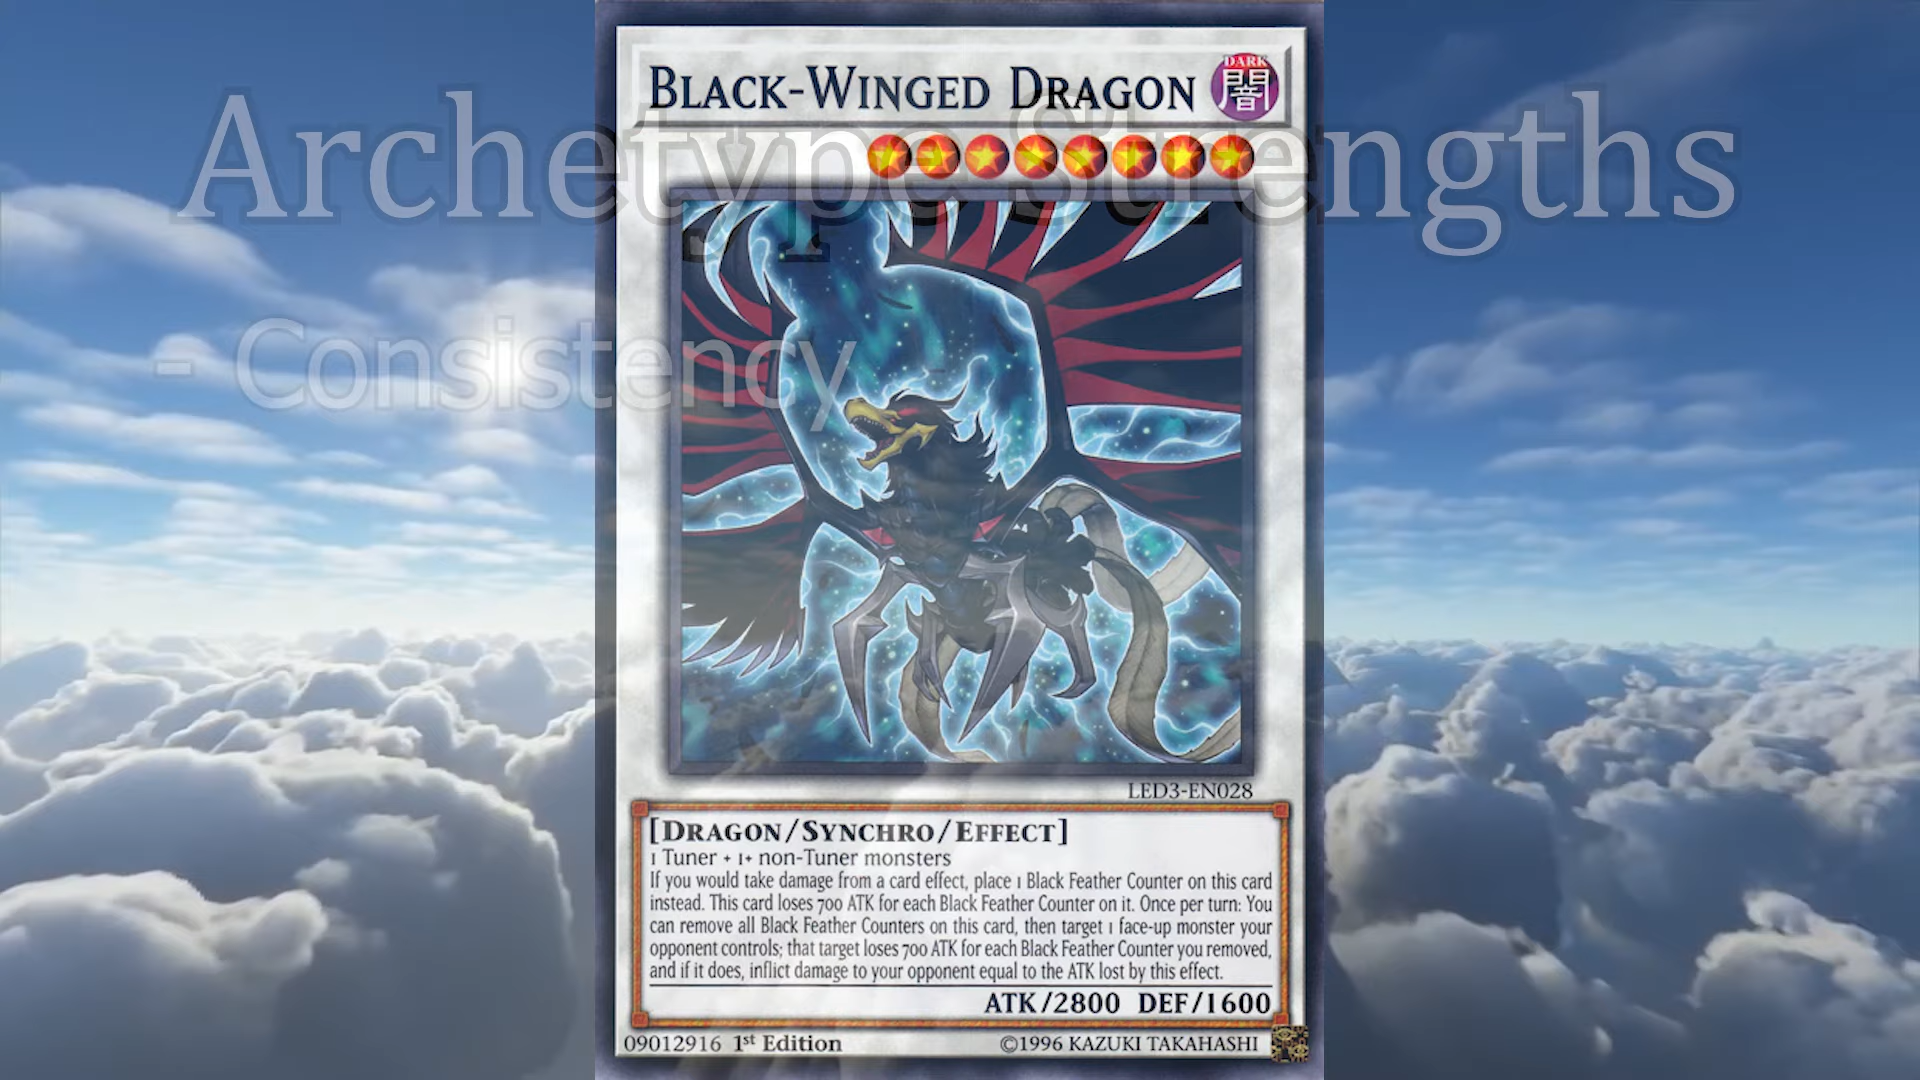 BLACK-WINGED DRAGON
DARK
闇
Archetype Strengths
- Consistency
LED3-EN028
[DRAGON/SYNCHRO/EFFECT]
1 Tuner + 1+ non-Tuner monsters
If you would take damage from a card effect, place 1 Black Feather Counter on this card
instead. This card loses 700 ATK for each Black Feather Counter on it. Once per turn: You
can remove all Black Feather Counters on this card, then target 1 face-up monster your
opponent controls; that target loses 700 ATK for each Black Feather Counter you removed,
and if it does, inflict damage to your opponent equal to the ATK lost by this effect.
ATK/2800 DEF/1600
09012916 1st Edition
©1996 KAZUKI TAKAHASHI